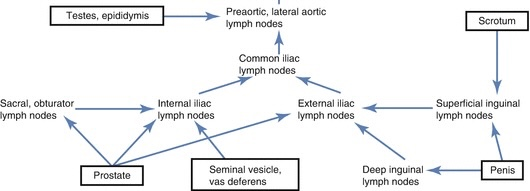 Testes, epididymis
Preaortic, lateral aortic
lymph nodes
Scrotum
Common iliac
lymph nodes
Sacral, obturator
lymph nodes
Internal iliac
lymph nodes
External iliac
lymph nodes
Superficial inguinal
lymph nodes
Prostate
Seminal vesicle,
vas deferens
Deep inguinal
lymph nodes
Penis